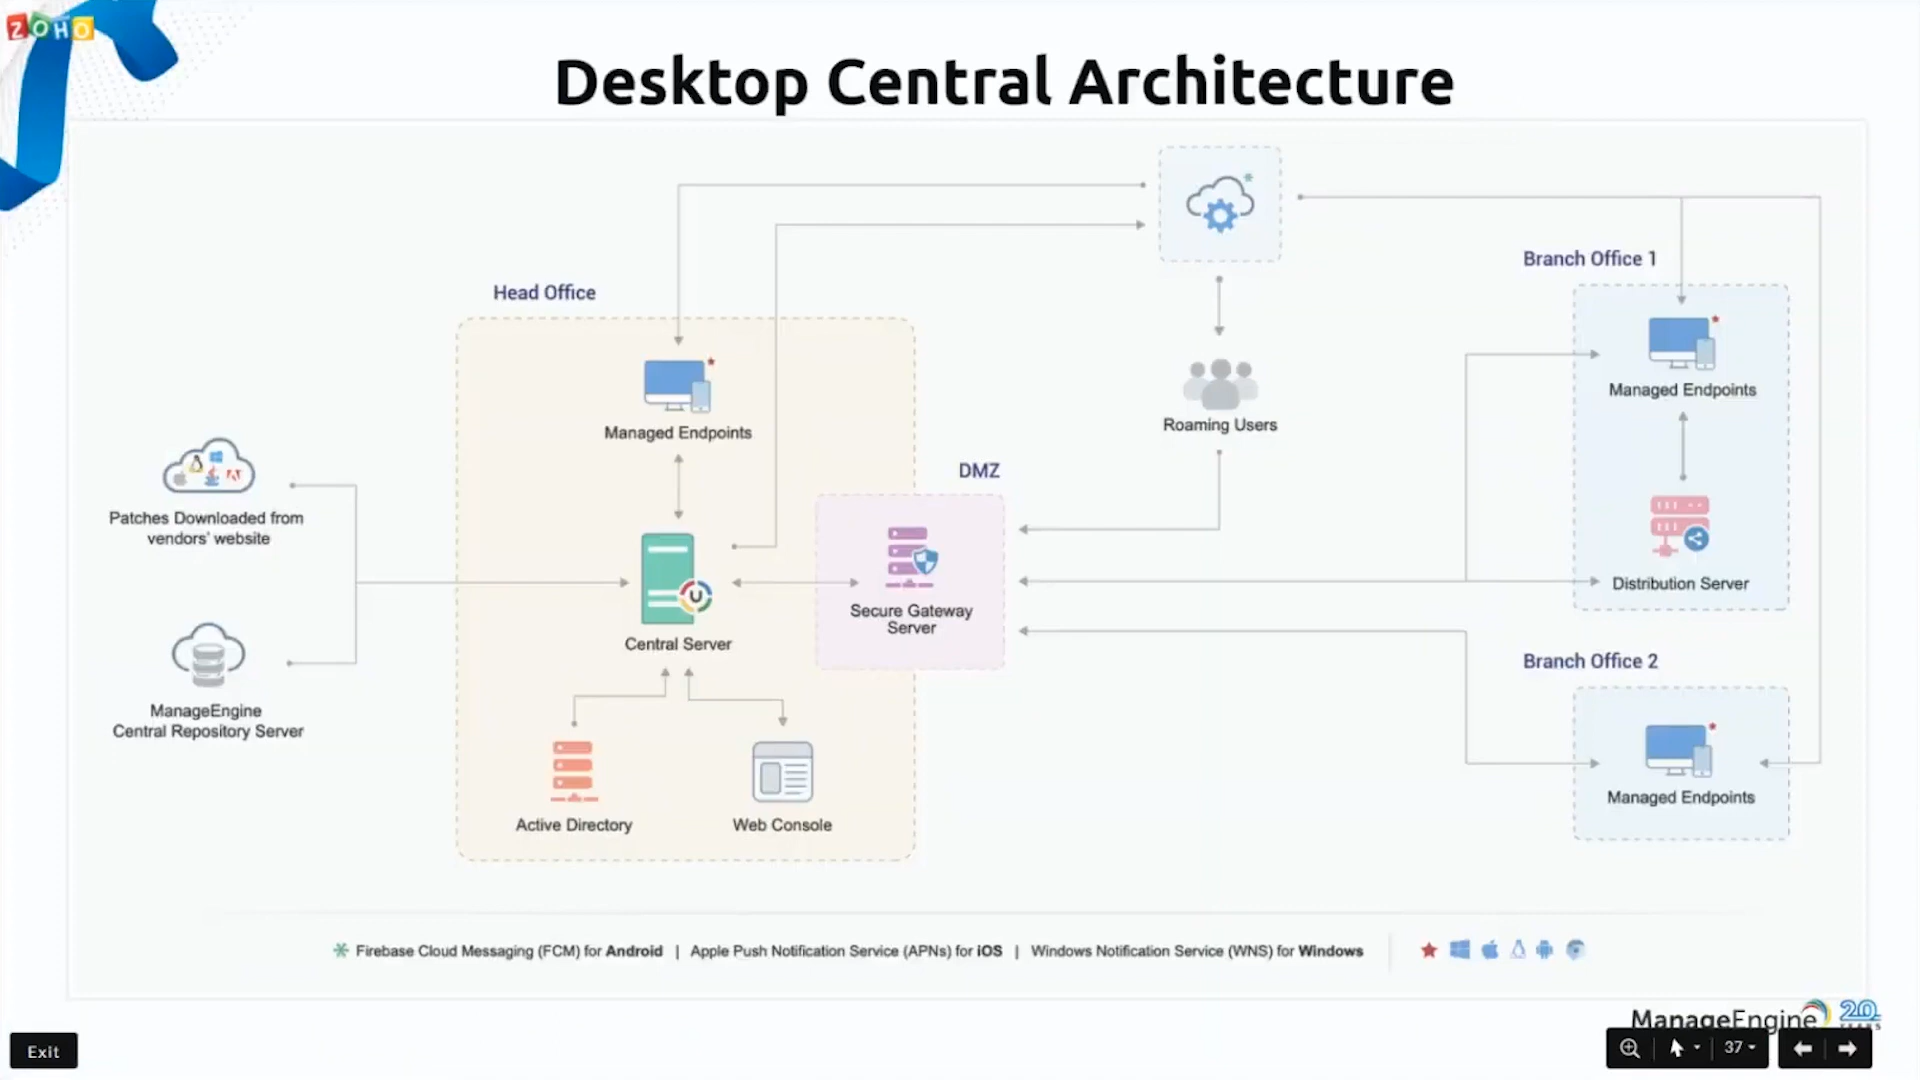 ZOHO
Desktop Central Architecture
Branch Office 1
Head Office
Managed Endpoints
Managed Endpoints
Roaming Users
DMZ
Patches Downloaded from
vendors' website
Secure Gateway
Server
Distribution Server
Central Server
Branch Office 2
ManageEngine
Central Repository Server
Managed Endpoints
Active Directory
Web Console
Firebase Cloud Messaging (FCM) for Android | Apple Push Notification Service (APNs) for iOS | Windows Notification Service (WNS) for Windows
ManageEngine 20
YEARS
Exit
37